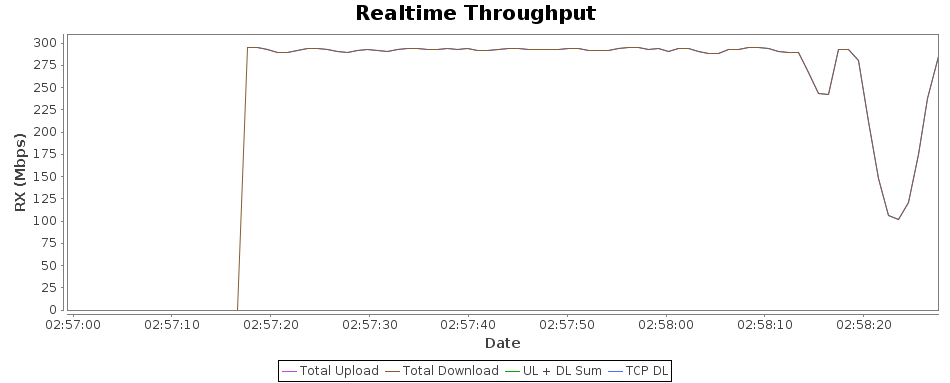 Realtime Throughput
RX (Mbps)
300
275
250
225
200
175
150
125
100
75
50
25
0
02:57:00 02:57:10 02:57:20 02:57:30 02:57:40 02:57:50 02:58:00 02:58:10 02:58:20
Date
Total Upload Total Download UL + DL Sum TCP DL